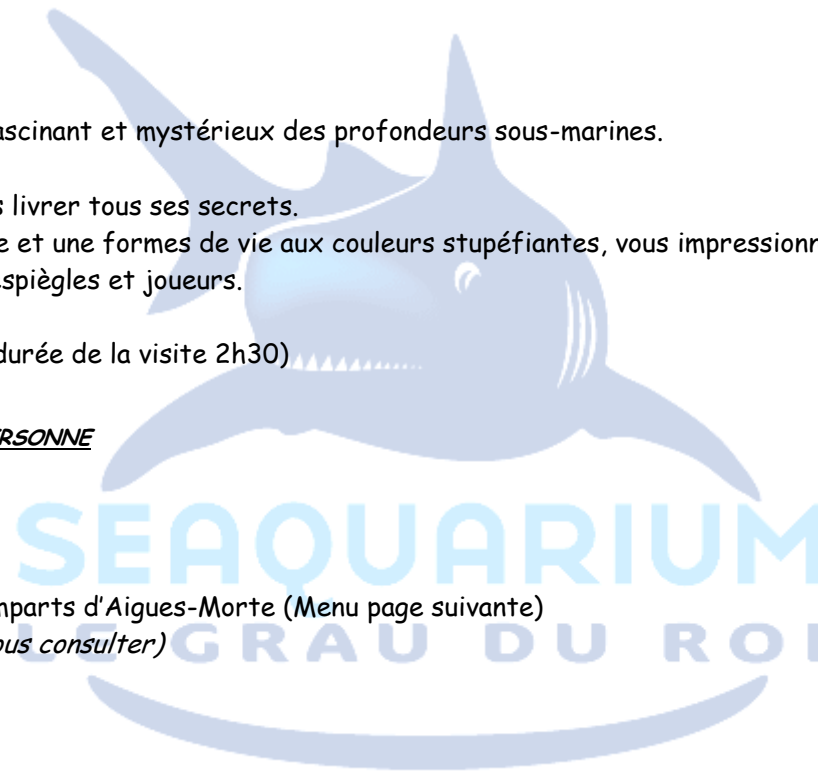 ascinant et mystérieux des profondeurs sous-marines.
s livrer tous ses secrets.
e et une formes de vie aux couleurs stupéfiantes, vous impressionn
espiègles et joueurs.
durée de la visite 2h30)
ERSONNE
SEAQUARIUM
mparts d'Aigues-Morte (Menu page suivante)
ous consulter)
LE GRAU DU ROI